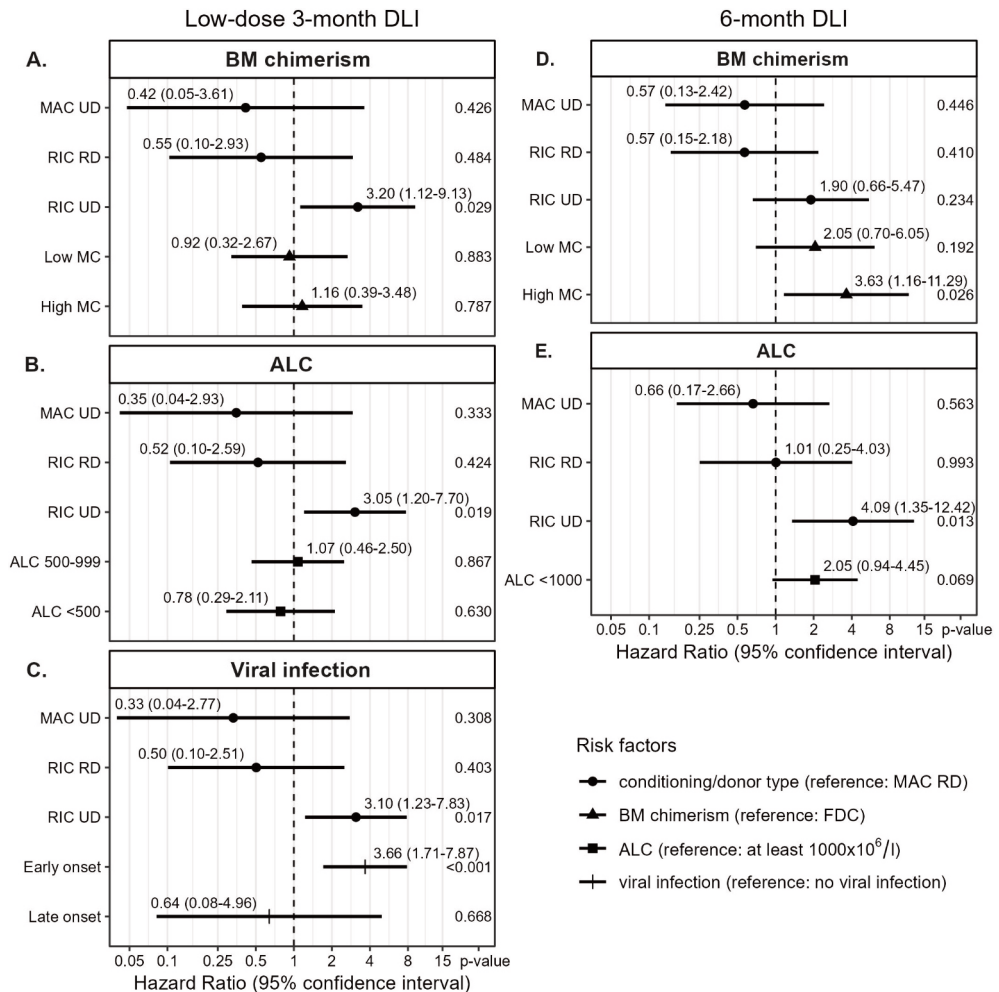 Low-dose 3-month DLI
A.
BM chimerism
MAC UD
0.42 (0.05-3.61)
0.426
RIC RD
0.55 (0.10-2.93)
0.484
RIC UD
3.20 (1.12-9.13)
0.029
Low MC
0.92 (0.32-2.67)
0.883
High MC
1.16 (0.39-3.48)
0.787
B.
ALC
MAC UD
0.35 (0.04-2.93)
0.333
RIC RD
0.52 (0.10-2.59)
0.424
RIC UD
3.05 (1.20-7.70)
0.019
ALC 500-999
1.07 (0.46-2.50)
0.867
ALC <500
0.78 (0.29-2.11)
0.630
C.
Viral infection
MAC UD
0.33 (0.04-2.77)
0.308
RIC RD
0.50 (0.10-2.51)
0.403
RIC UD
3.10 (1.23-7.83)
0.017
Early onset
3.66 (1.71-7.87)
<0.001
Late onset
0.64 (0.08-4.96)
0.668
0.05 0.1 0.25 0.5 1 2 4 8 15 p-value
Hazard Ratio (95% confidence interval)
6-month DLI
D.
BM chimerism
MAC UD
0.57 (0.13-2.42)
0.446
RIC RD
0.57 (0.15-2.18)
0.410
RIC UD
1.90 (0.66-5.47)
0.234
Low MC
2.05 (0.70-6.05)
0.192
High MC
3.63 (1.16-11.29)
0.026
E.
ALC
MAC UD
0.66 (0.17-2.66)
0.563
RIC RD
1.01 (0.25-4.03)
0.993
RIC UD
4.09 (1.35-12.42)
0.013
ALC <1000
2.05 (0.94-4.45)
0.069
0.05 0.1 0.25 0.5 1 2 4 8 15 p-value
Hazard Ratio (95% confidence interval)
Risk factors
conditioning/donor type (reference: MAC RD)
BM chimerism (reference: FDC)
ALC (reference: at least 1000x10⁶/l)
viral infection (reference: no viral infection)